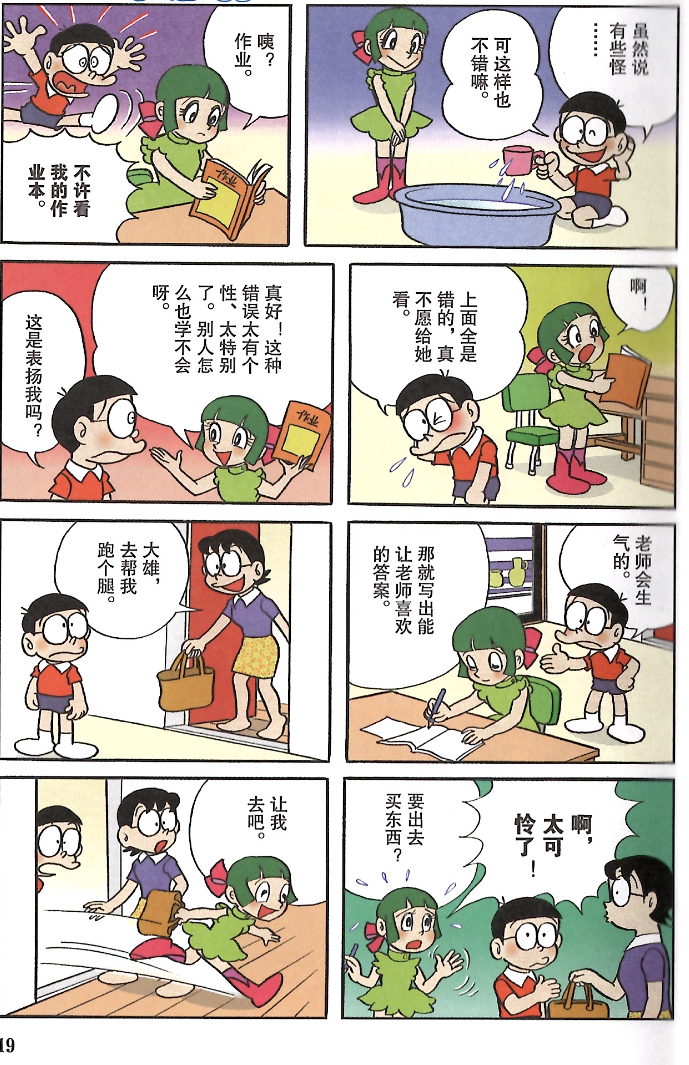 虽然说
有些怪
……
可这样也
不错嘛。
咦？
作业。
作业
不许看
我的作
业本。
啊！
上面全是
错的，真
不愿给她
看。
真好！这种
错误太有个
性、太特别
了。别人怎
么也学不会
呀。
作业
这是表扬我吗？
老师会生
气的。
那就写出能
让老师喜欢
的答案。
大雄，
去帮我
跑个腿。
啊，
太可
怜了！
要出去
买东西？
让我
去吧。
19